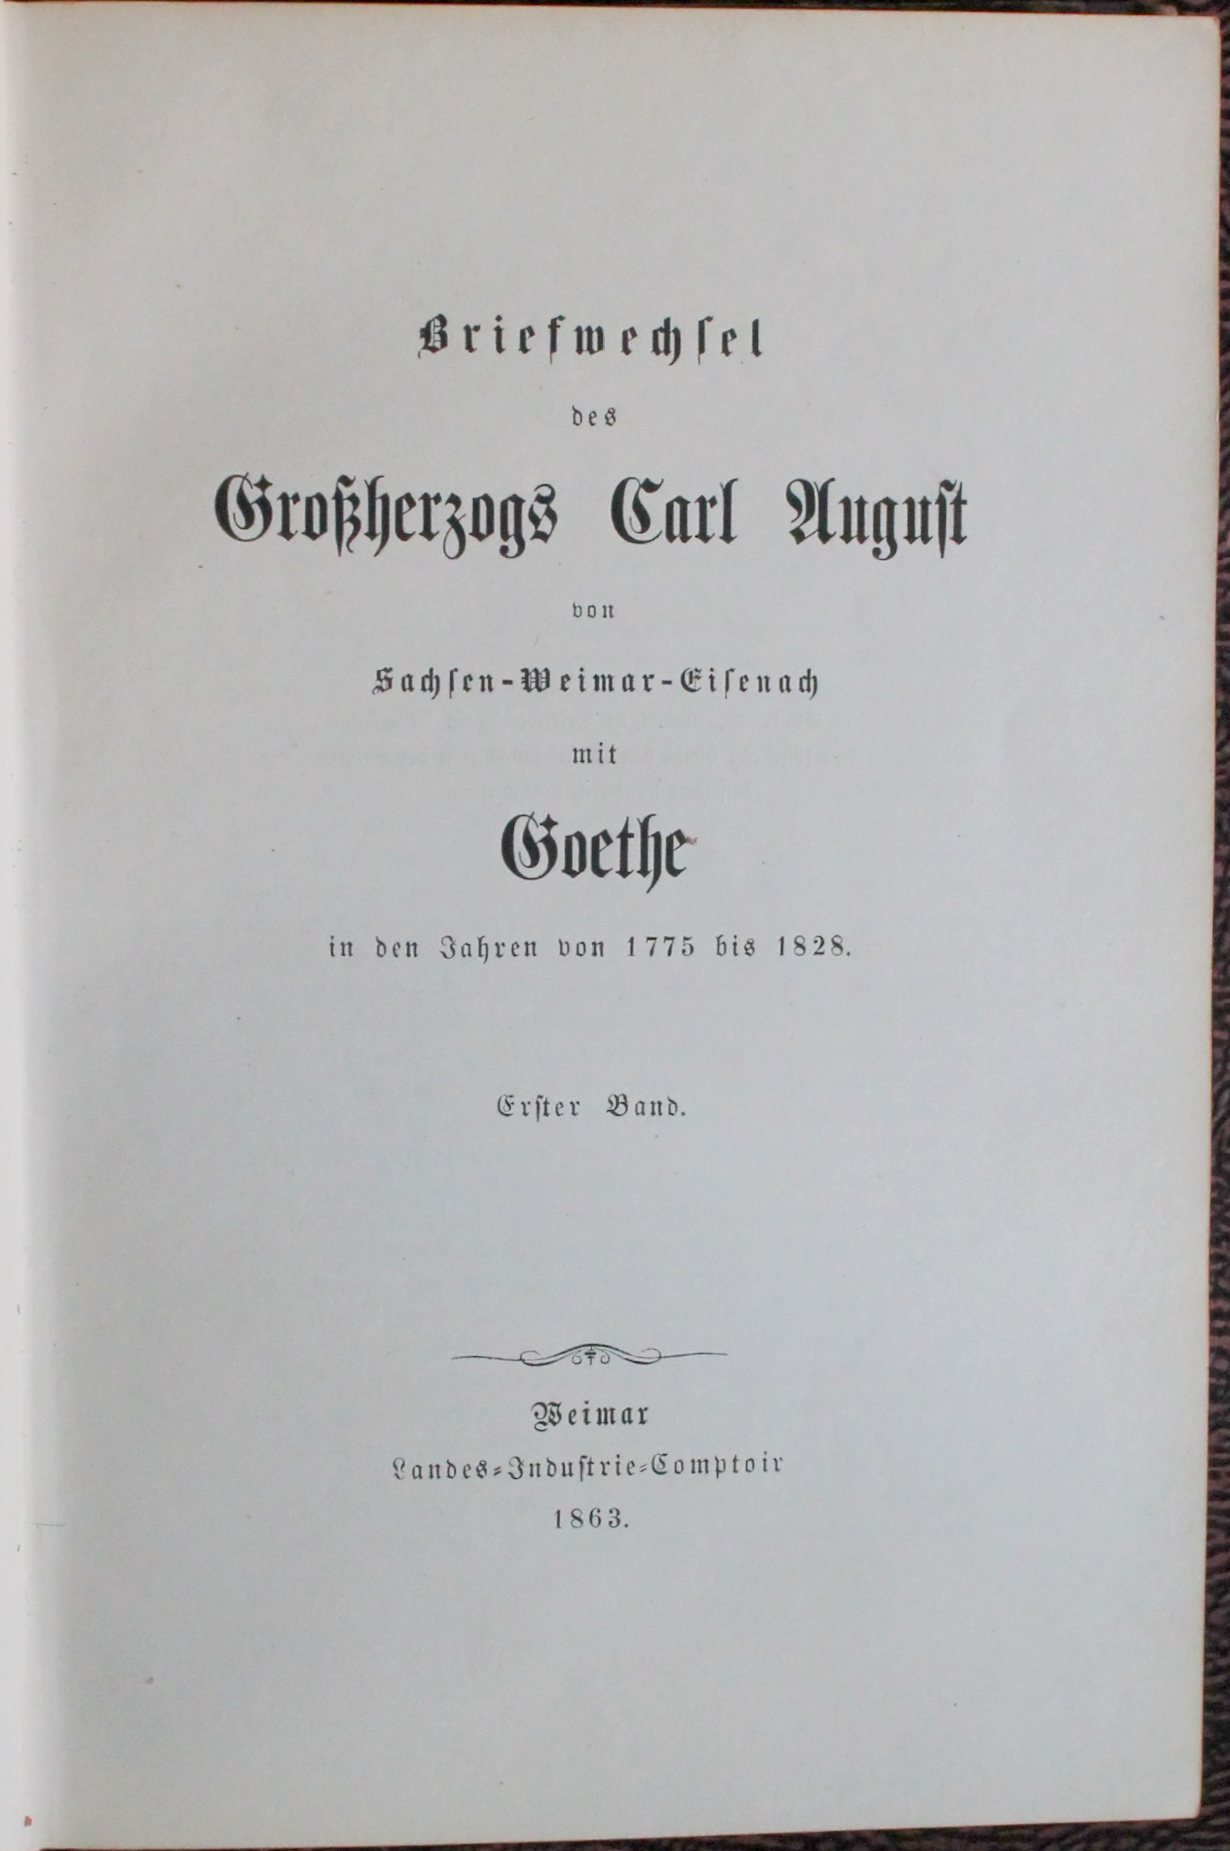 Briefwechsel
des
Großherzogs Carl August
von
Sachsen-Weimar-Eisenach
mit
Goethe
in den Jahren von 1775 bis 1828.
Erster Band.
Weimar
Landes-Industrie-Comptoir
1863.